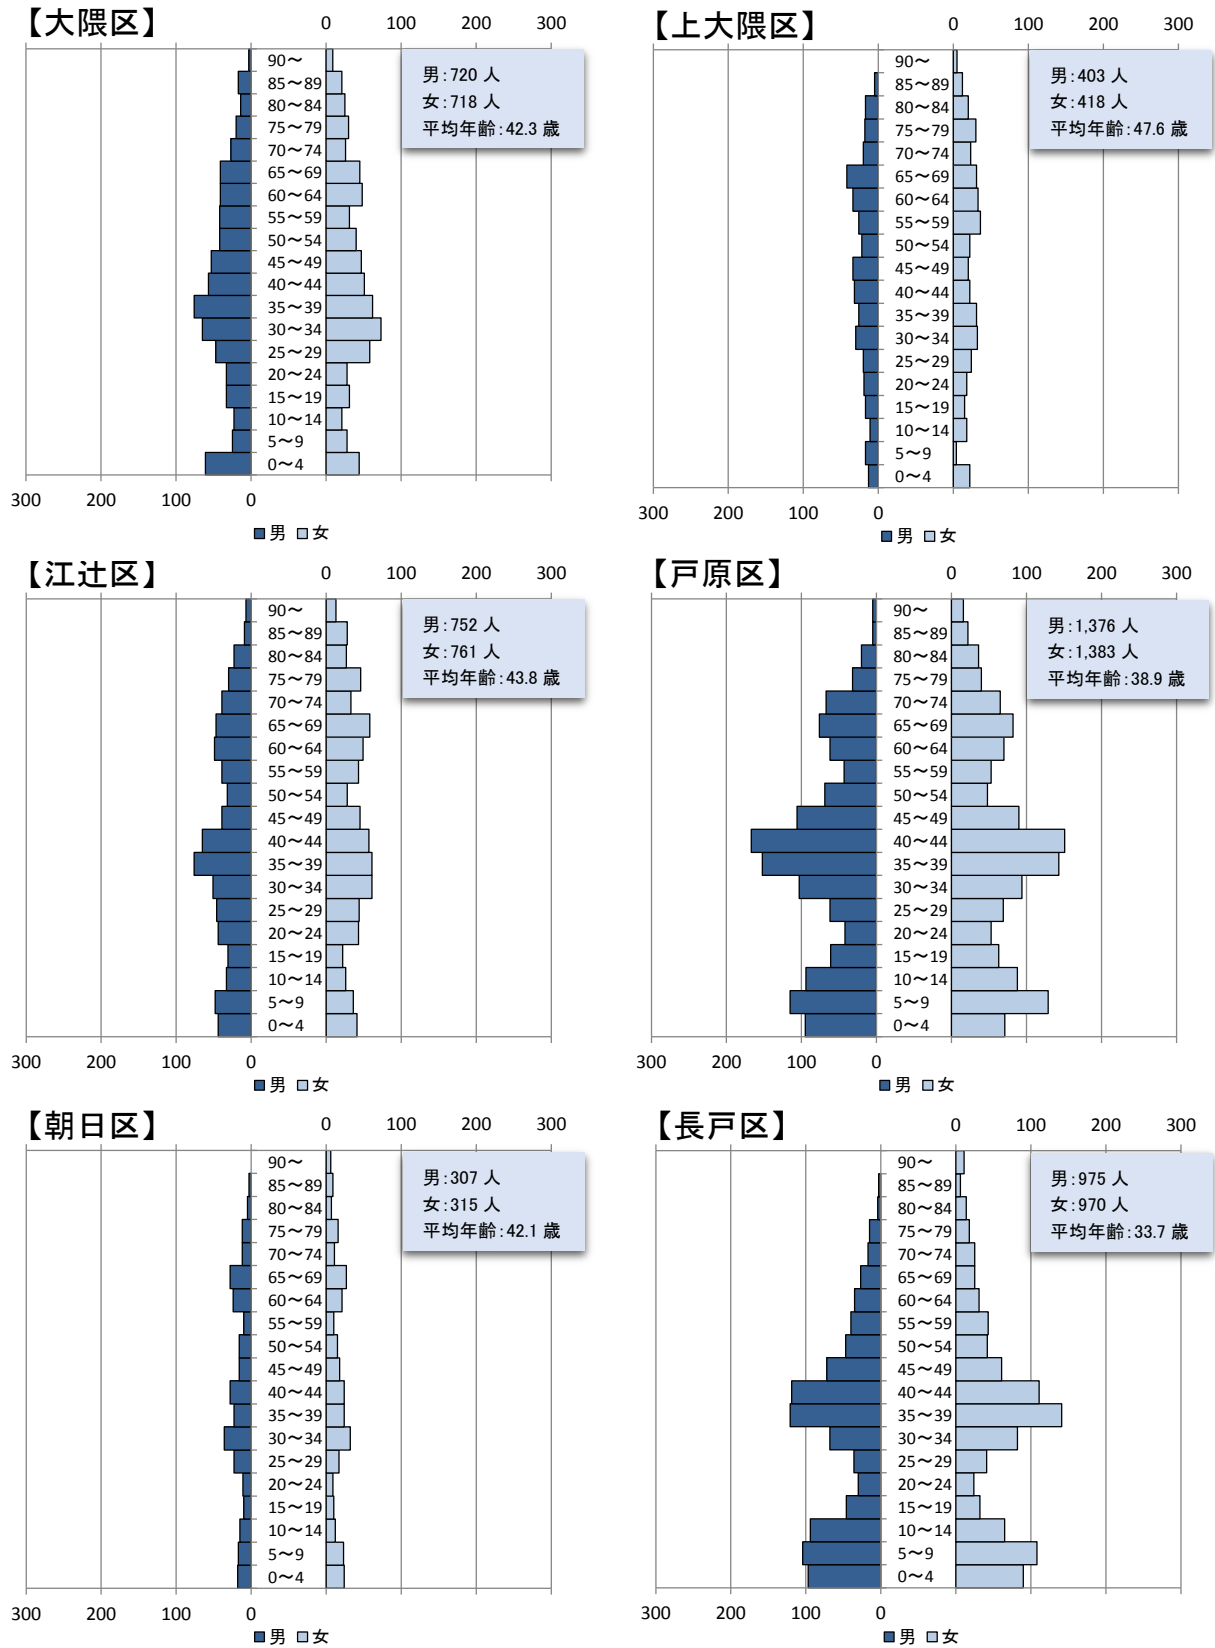 【大隈区】
0 100 200 300
男:720 人
女:718 人
平均年齢:42.3 歳
90～
85～89
80～84
75～79
70～74
65～69
60～64
55～59
50～54
45～49
40～44
35～39
30～34
25～29
20～24
15～19
10～14
5～9
0～4
300 200 100 0
男 女
【上大隈区】
0 100 200 300
男:403 人
女:418 人
平均年齢:47.6 歳
90～
85～89
80～84
75～79
70～74
65～69
60～64
55～59
50～54
45～49
40～44
35～39
30～34
25～29
20～24
15～19
10～14
5～9
0～4
300 200 100 0
男 女
【江辻区】
0 100 200 300
男:752 人
女:761 人
平均年齢:43.8 歳
90～
85～89
80～84
75～79
70～74
65～69
60～64
55～59
50～54
45～49
40～44
35～39
30～34
25～29
20～24
15～19
10～14
5～9
0～4
300 200 100 0
男 女
【戸原区】
0 100 200 300
男:1,376 人
女:1,383 人
平均年齢:38.9 歳
90～
85～89
80～84
75～79
70～74
65～69
60～64
55～59
50～54
45～49
40～44
35～39
30～34
25～29
20～24
15～19
10～14
5～9
0～4
300 200 100 0
男 女
【朝日区】
0 100 200 300
男:307 人
女:315 人
平均年齢:42.1 歳
90～
85～89
80～84
75～79
70～74
65～69
60～64
55～59
50～54
45～49
40～44
35～39
30～34
25～29
20～24
15～19
10～14
5～9
0～4
300 200 100 0
男 女
【長戸区】
0 100 200 300
男:975 人
女:970 人
平均年齢:33.7 歳
90～
85～89
80～84
75～79
70～74
65～69
60～64
55～59
50～54
45～49
40～44
35～39
30～34
25～29
20～24
15～19
10～14
5～9
0～4
300 200 100 0
男 女